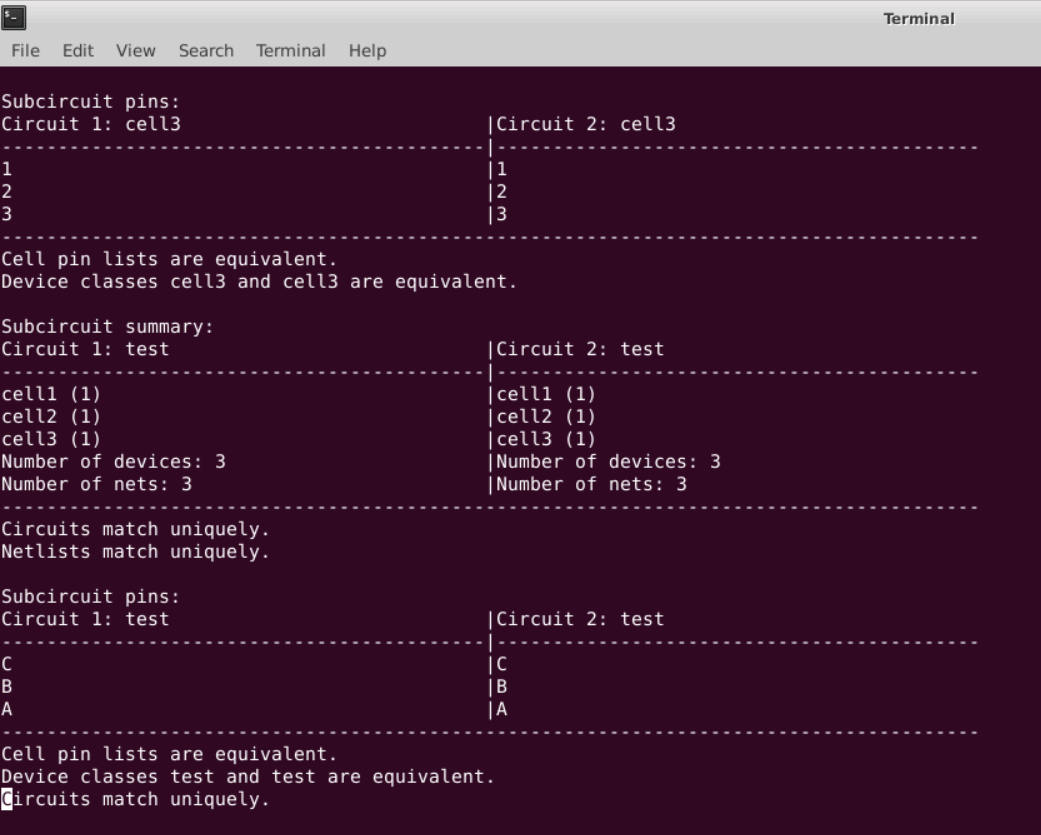 Terminal
File Edit View Search Terminal Help
Subcircuit pins:
Circuit 1: cell3 |Circuit 2: cell3
-------------------------------------------|-------------------------------------------
1 |1
2 |2
3 |3
---------------------------------------------------------------------------------------
Cell pin lists are equivalent.
Device classes cell3 and cell3 are equivalent.
Subcircuit summary:
Circuit 1: test |Circuit 2: test
-------------------------------------------|-------------------------------------------
cell1 (1) |cell1 (1)
cell2 (1) |cell2 (1)
cell3 (1) |cell3 (1)
Number of devices: 3 |Number of devices: 3
Number of nets: 3 |Number of nets: 3
---------------------------------------------------------------------------------------
Circuits match uniquely.
Netlists match uniquely.
Subcircuit pins:
Circuit 1: test |Circuit 2: test
-------------------------------------------|-------------------------------------------
C |C
B |B
A |A
---------------------------------------------------------------------------------------
Cell pin lists are equivalent.
Device classes test and test are equivalent.
Circuits match uniquely.